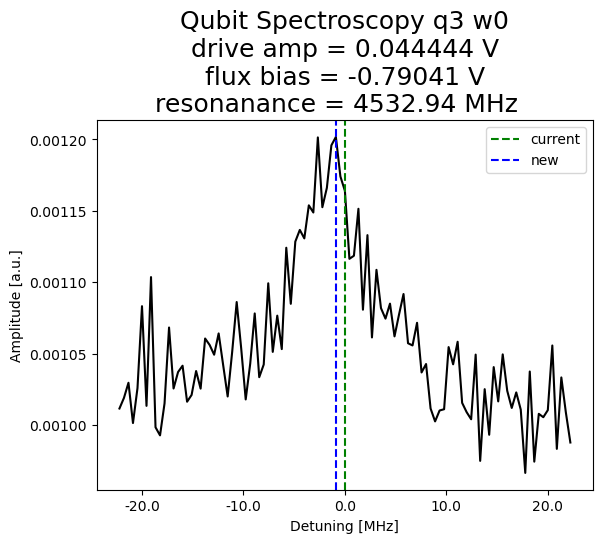 Qubit Spectroscopy q3 w0
drive amp = 0.044444 V
flux bias = -0.79041 V
resonanance = 4532.94 MHz
current
new
0.00120
0.00115
0.00110
0.00105
0.00100
Amplitude [a.u.]
-20.0 -10.0 0.0 10.0 20.0
Detuning [MHz]